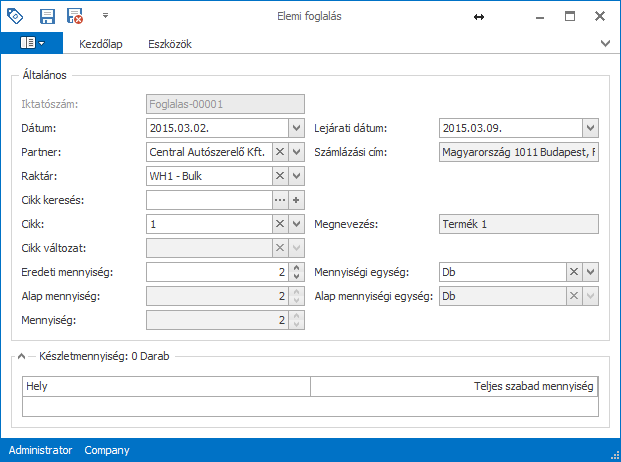 Elemi foglalás
Kezdőlap Eszközök
Általános
Iktatószám: Foglalas-00001
Dátum: 2015.03.02. Lejárati dátum: 2015.03.09.
Partner: Central Autószerelő Kft. Számlázási cím: Magyarország 1011 Budapest, F
Raktár: WH1 - Bulk
Cikk keresés:
Cikk: 1 Megnevezés: Termék 1
Cikk változat:
Eredeti mennyiség: 2 Mennyiségi egység: Db
Alap mennyiség: 2 Alap mennyiségi egység: Db
Mennyiség: 2
Készletmennyiség: 0 Darab
Hely Teljes szabad mennyiség
Administrator Company